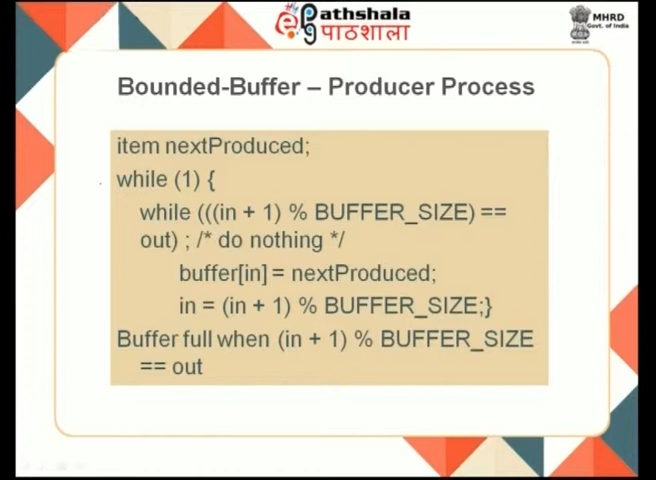 ePathshala
पाठशाला
MHRD
Govt. of India
Bounded-Buffer – Producer Process
item nextProduced;
while (1) {
while (((in + 1) % BUFFER_SIZE) ==
out) ; /* do nothing */
buffer[in] = nextProduced;
in = (in + 1) % BUFFER_SIZE;}
Buffer full when (in + 1) % BUFFER_SIZE
== out